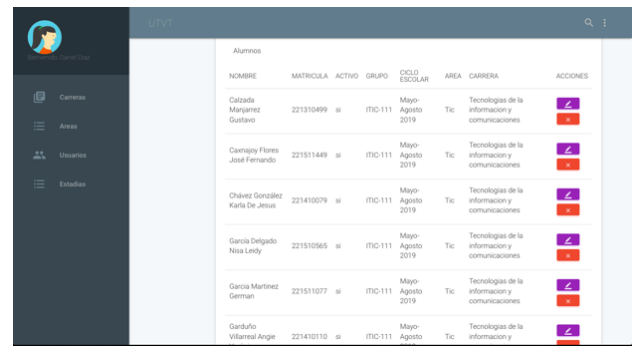 UTVT
Bienvenido, Daniel Diaz
Carreras
Areas
Usuarios
Estadias
Alumnos
NOMBRE MATRICULA ACTIVO GRUPO CICLO ESCOLAR AREA CARRERA ACCIONES
Calzada Manjarrez Gustavo 221310499 si ITIC-111 Mayo-Agosto 2019 Tic Tecnologias de la informacion y comunicaciones
Caxnajoy Flores José Fernando 221511449 si ITIC-111 Mayo-Agosto 2019 Tic Tecnologias de la informacion y comunicaciones
Chávez González Karla De Jesus 221410079 si ITIC-111 Mayo-Agosto 2019 Tic Tecnologias de la informacion y comunicaciones
García Delgado Nisa Leidy 221510565 si ITIC-111 Mayo-Agosto 2019 Tic Tecnologias de la informacion y comunicaciones
Garcia Martinez German 221511077 si ITIC-111 Mayo-Agosto 2019 Tic Tecnologias de la informacion y comunicaciones
Garduño Villarreal Angie 221410110 si ITIC-111 Mayo-Agosto Tic Tecnologias de la informacion y